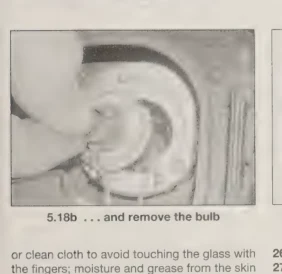 5.18b ... and remove the bulb
or clean cloth to avoid touching the glass with
the fingers; moisture and grease from the skin